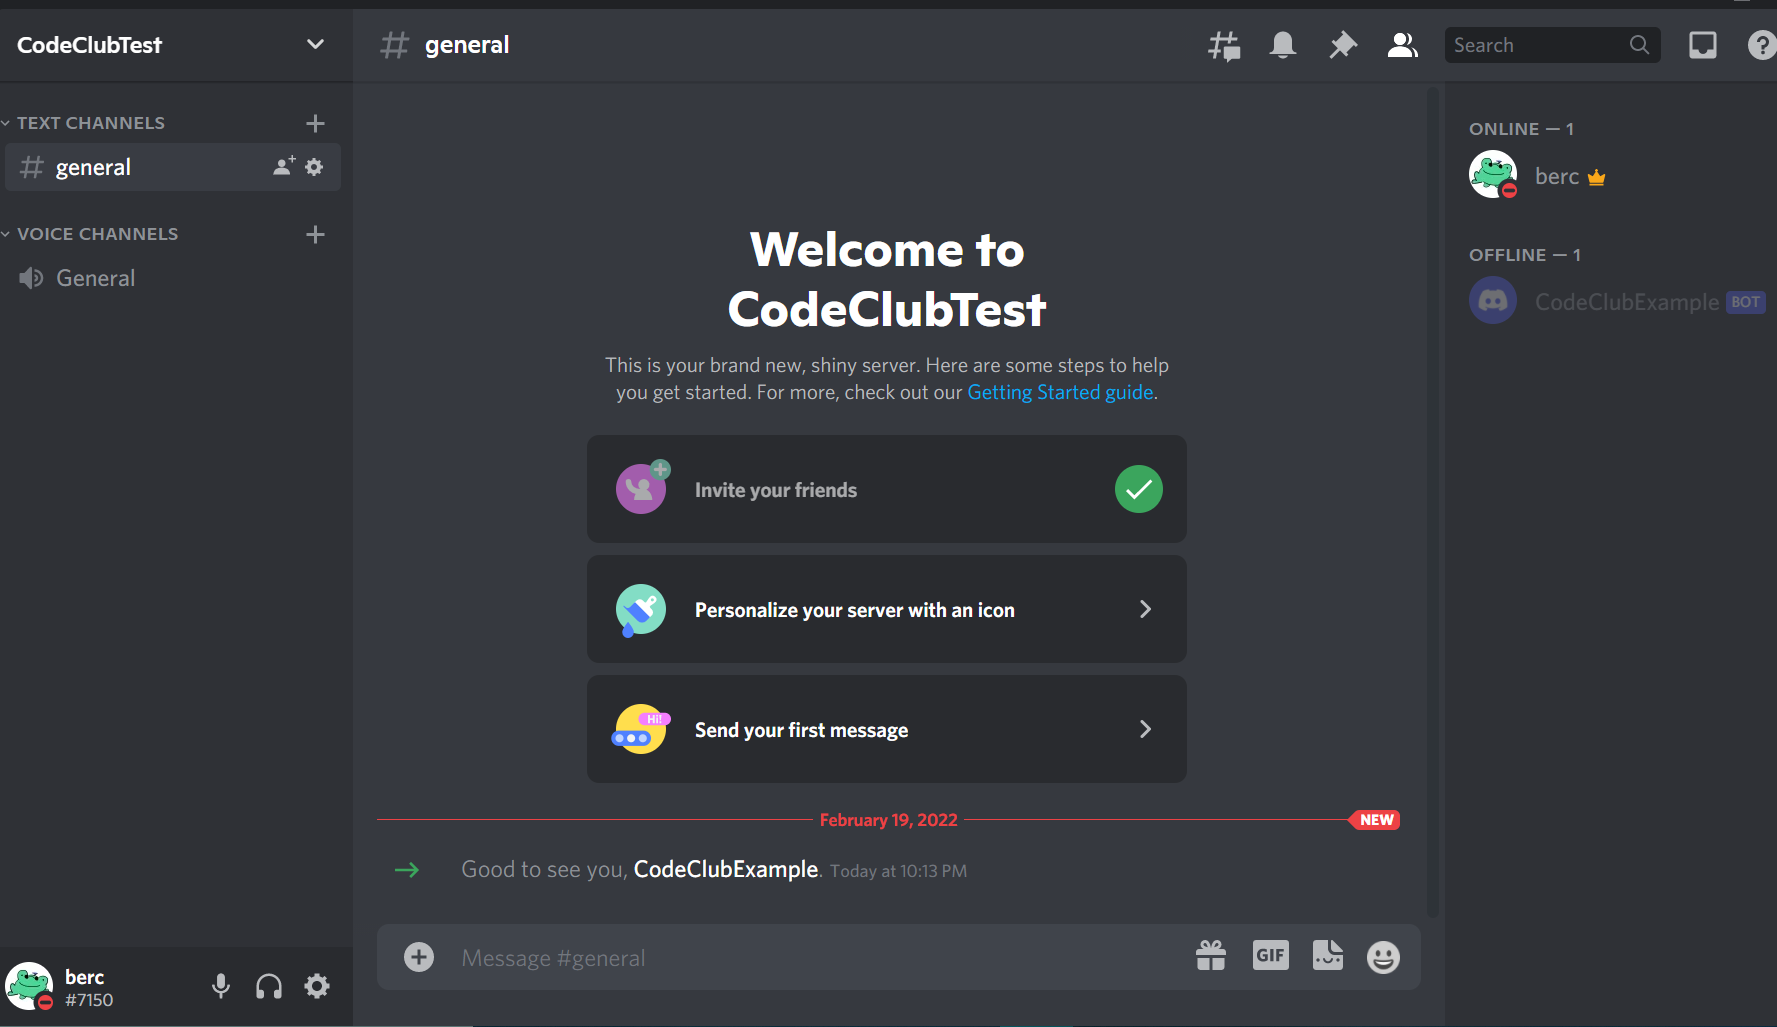 CodeClubTest
general
Search
TEXT CHANNELS
general
VOICE CHANNELS
General
Welcome to
CodeClubTest
This is your brand new, shiny server. Here are some steps to help
you get started. For more, check out our Getting Started guide.
Invite your friends
Personalize your server with an icon
Hi!
Send your first message
February 19, 2022
NEW
Good to see you, CodeClubExample. Today at 10:13 PM
Message #general
GIF
berc
#7150
ONLINE — 1
berc
OFFLINE — 1
CodeClubExample BOT